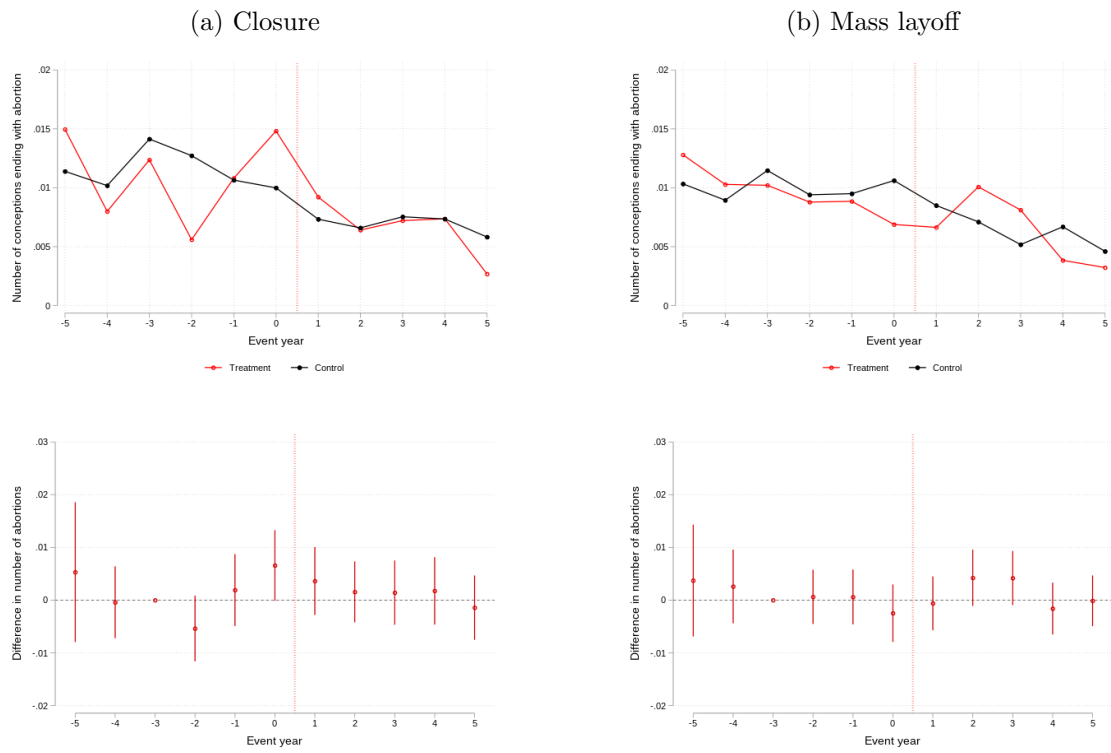 (a) Closure
Number of conceptions ending with abortion
.02
.015
.01
.005
0
-5 -4 -3 -2 -1 0 1 2 3 4 5
Event year
Treatment Control
(b) Mass layoff
Number of conceptions ending with abortion
.02
.015
.01
.005
0
-5 -4 -3 -2 -1 0 1 2 3 4 5
Event year
Treatment Control
Difference in number of abortions
.03
.02
.01
0
-.01
-.02
-5 -4 -3 -2 -1 0 1 2 3 4 5
Event year
Difference in number of abortions
.03
.02
.01
0
-.01
-.02
-5 -4 -3 -2 -1 0 1 2 3 4 5
Event year